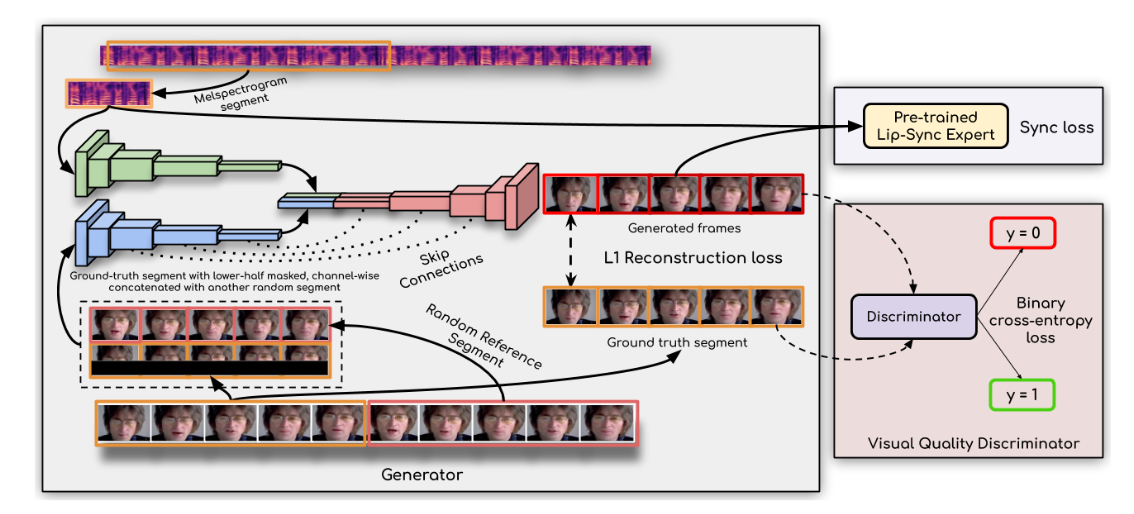 Melspectrogram
segment
Pre-trained
Lip-Sync Expert
Sync loss
Generated frames
L1 Reconstruction loss
Skip
Connections
Ground-truth segment with lower-half masked, channel-wise
concatenated with another random segment
Random Reference
Segment
Ground truth segment
Generator
y = 0
Discriminator
Binary
cross-entropy
loss
y = 1
Visual Quality Discriminator